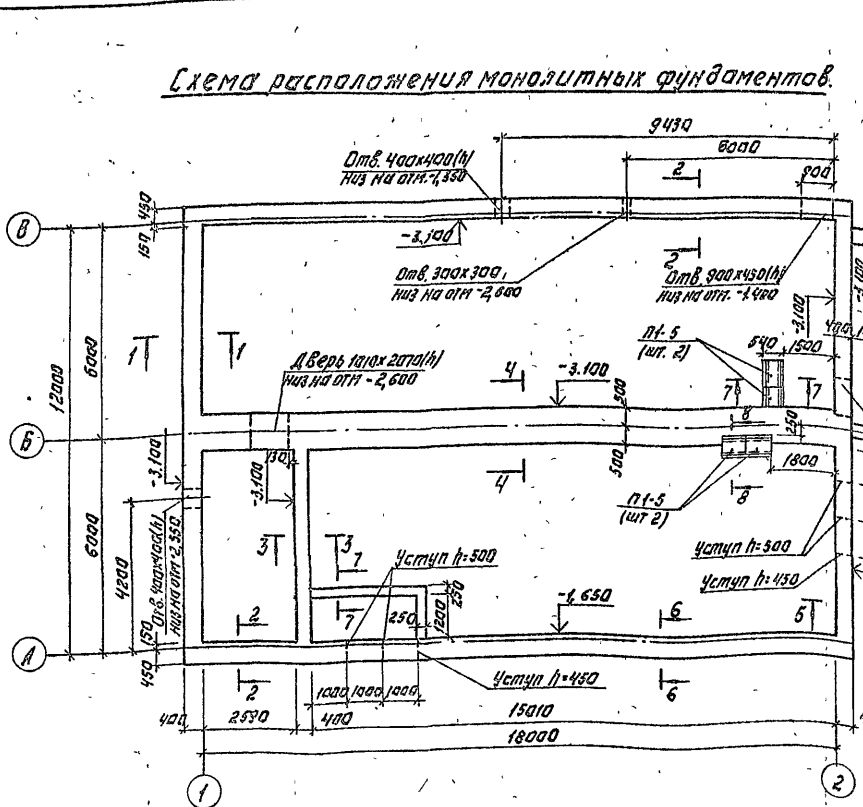 Схема расположения монолитных фундаментов.
9430
6000
900
Отв. 400х400(h)
низ на отм.-1,350
2
450
150
В
-3.100
2
Отв. 300х300,
низ на отм -2,600
Отв. 900х450(h)
низ на отм. -1.400
-3.100
-3.100
400
1
1
П1-5
(шт. 2)
540
1500
Дверь 1010х2070(h)
низ на отм -2,600
4
-3.100
500
7
7
8
250
12000
6000
Б
-3.100
130
-3.100
4
500
1800
П1-5
(шт 2)
8
6000
4200
Отв. 400х400(h)
низ на отм -2,550
3
3
7
Уступ h=500
Уступ h=500
Уступ h=450
250
7
250
1200
-1,650
6
5
2
А
150
450
2
1000
1000
1000
Уступ h=450
6
400
2590
400
15010
18000
1
2